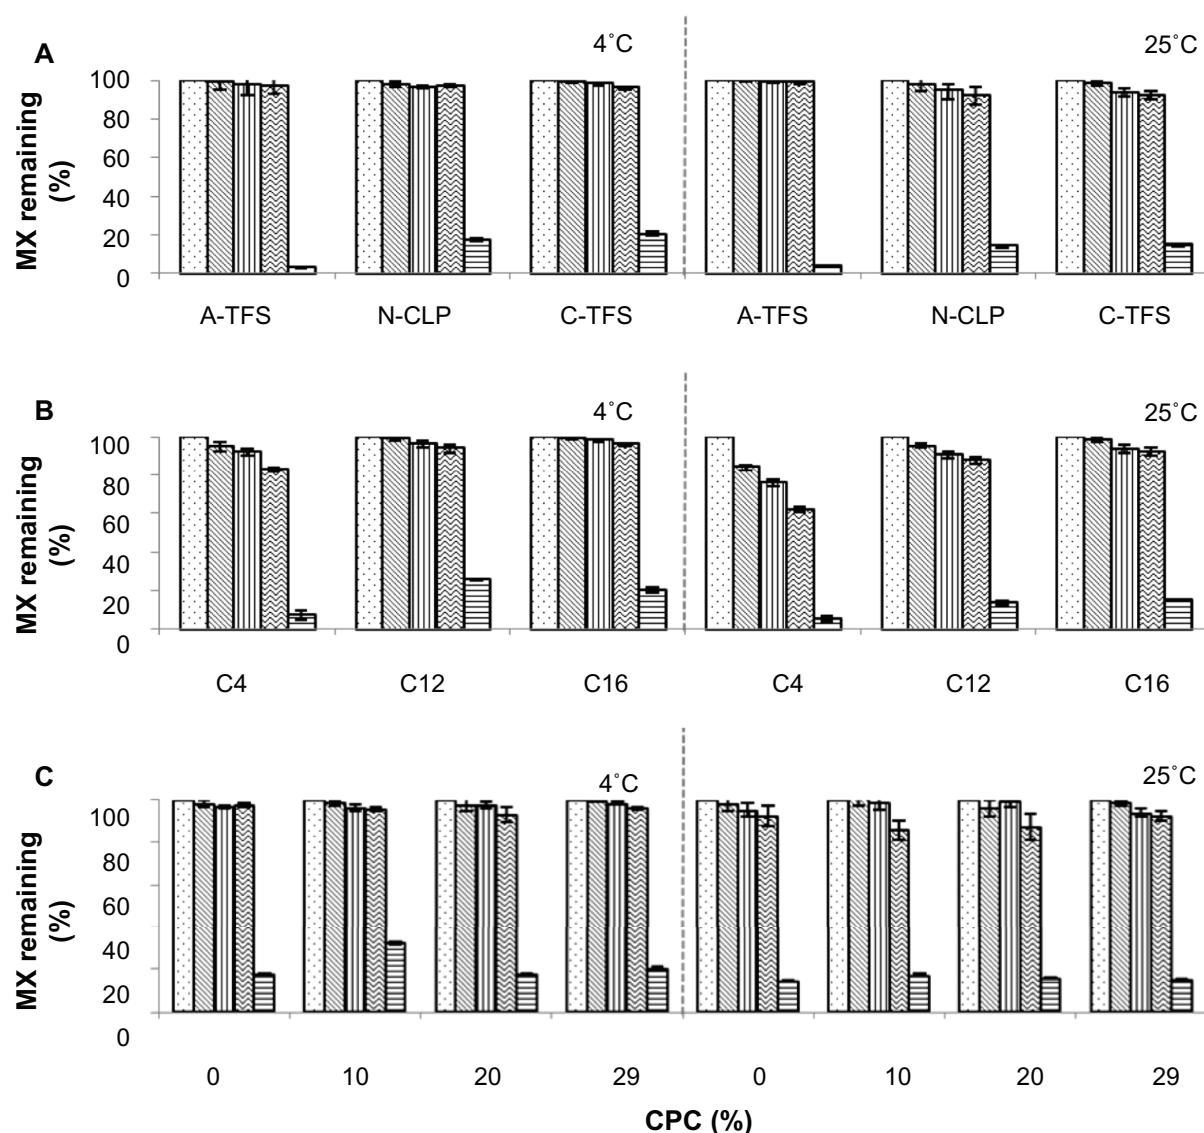 A
4˚C
25˚C
MX remaining
(%)
100
80
60
40
20
0
A-TFS N-CLP C-TFS A-TFS N-CLP C-TFS
B
4˚C
25˚C
MX remaining
(%)
100
80
60
40
20
0
C4 C12 C16 C4 C12 C16
C
4˚C
25˚C
MX remaining
(%)
100
80
60
40
20
0
0 10 20 29 0 10 20 29
CPC (%)